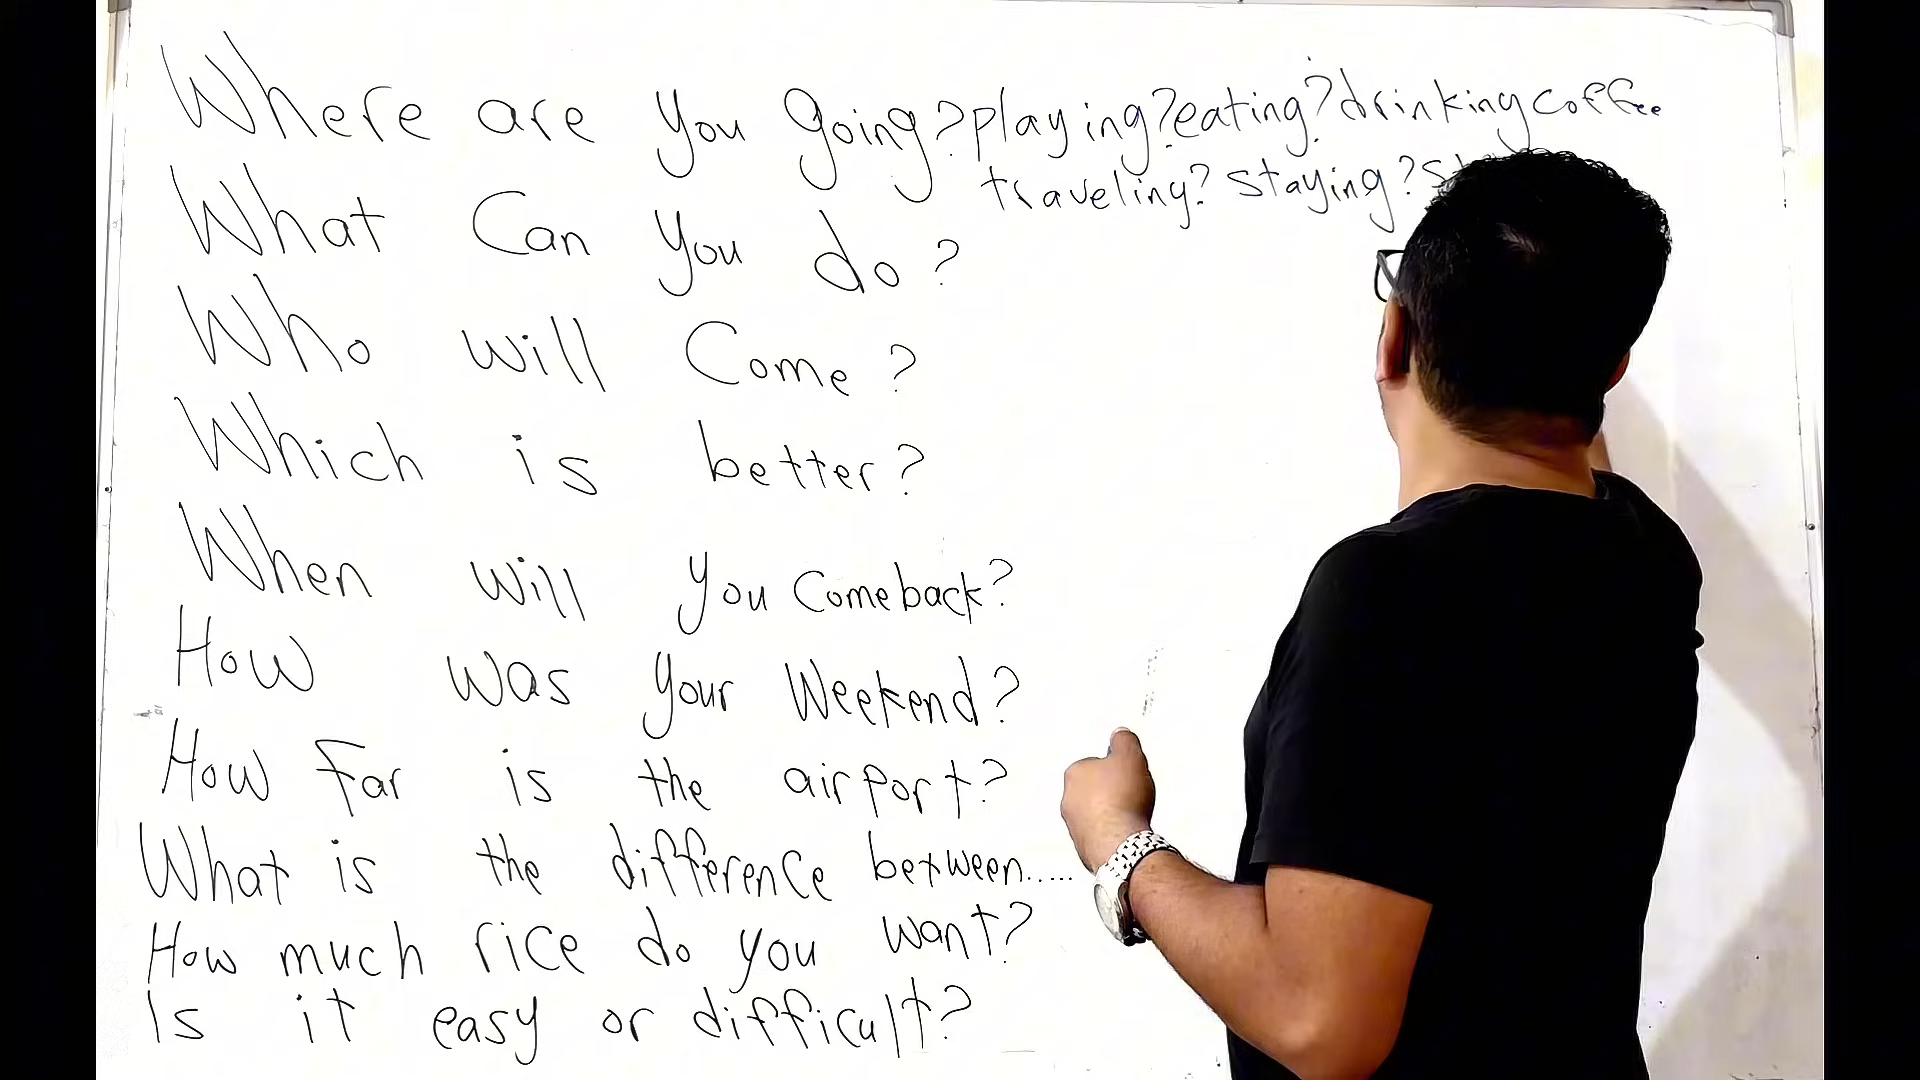 Where are you going? playing? eating? drinking coffee
traveling? staying?
What Can you do?
Who will Come?
Which is better?
When will you Come back?
How was your Weekend?
How Far is the airport?
What is the difference between.....
How much rice do you want?
Is it easy or difficult?